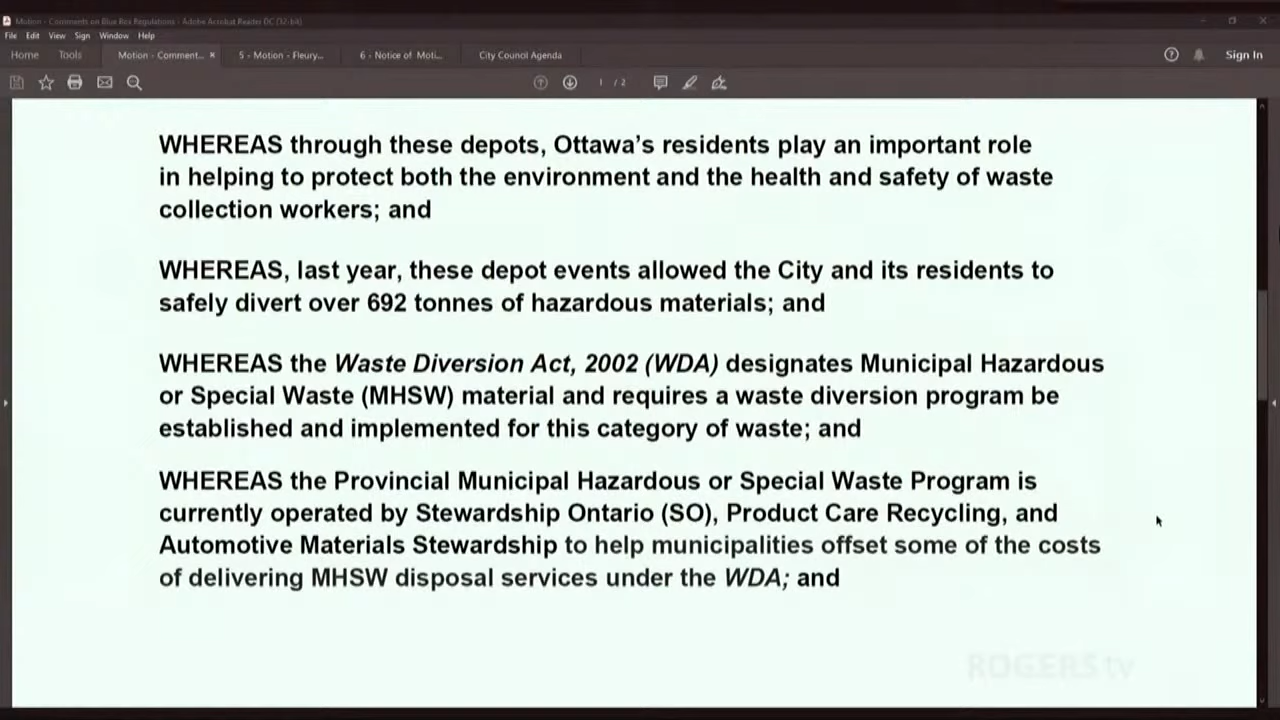 Motion - Comments on Blue Box Regulations - Adobe Acrobat Reader DC (32-bit)
File Edit View Sign Window Help
Home Tools Motion - Comment... × 5 - Motion - Fleury... 6 - Notice of Moti... City Council Agenda Sign In
1 / 2
WHEREAS through these depots, Ottawa's residents play an important role
in helping to protect both the environment and the health and safety of waste
collection workers; and
WHEREAS, last year, these depot events allowed the City and its residents to
safely divert over 692 tonnes of hazardous materials; and
WHEREAS the Waste Diversion Act, 2002 (WDA) designates Municipal Hazardous
or Special Waste (MHSW) material and requires a waste diversion program be
established and implemented for this category of waste; and
WHEREAS the Provincial Municipal Hazardous or Special Waste Program is
currently operated by Stewardship Ontario (SO), Product Care Recycling, and
Automotive Materials Stewardship to help municipalities offset some of the costs
of delivering MHSW disposal services under the WDA; and
ROGERS tv